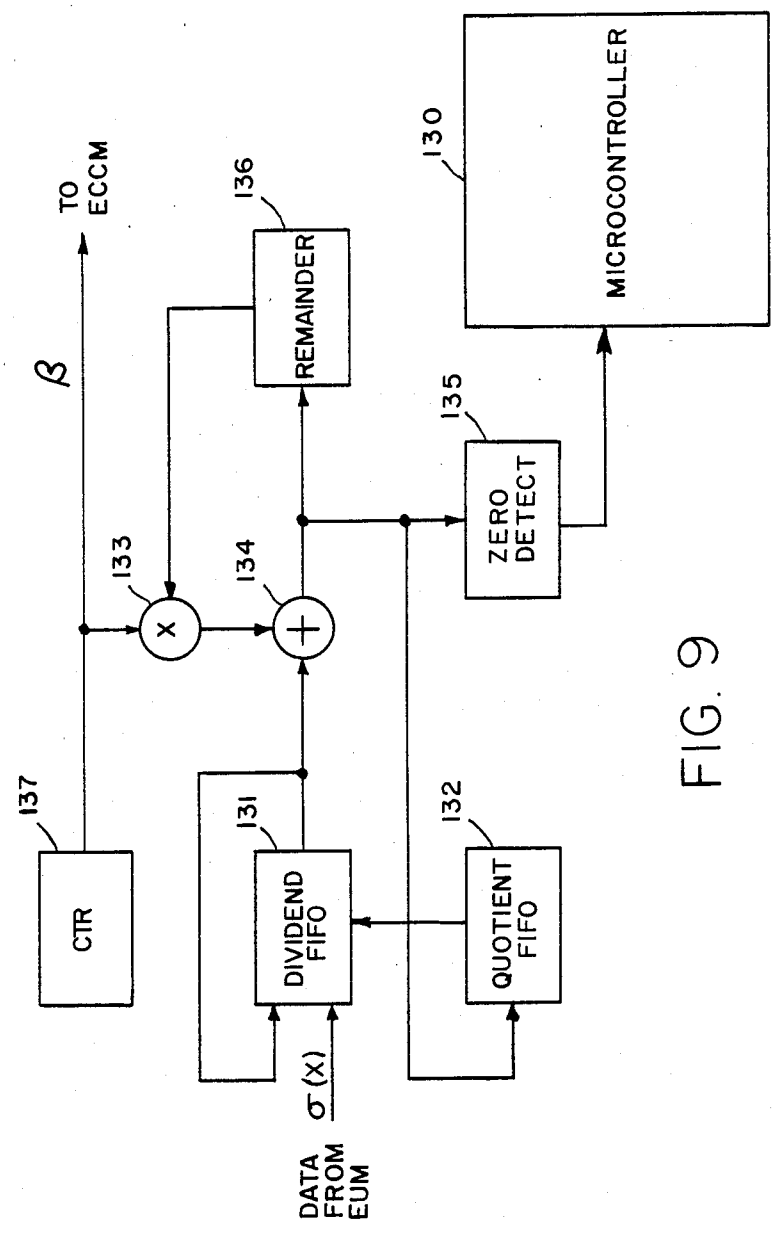 137
CTR
β
TO
ECCM
133
X
134
+
136
REMAINDER
131
DIVIDEND
FIFO
DATA
FROM
EUM
σ(X)
132
QUOTIENT
FIFO
135
ZERO
DETECT
130
MICROCONTROLLER
FIG. 9